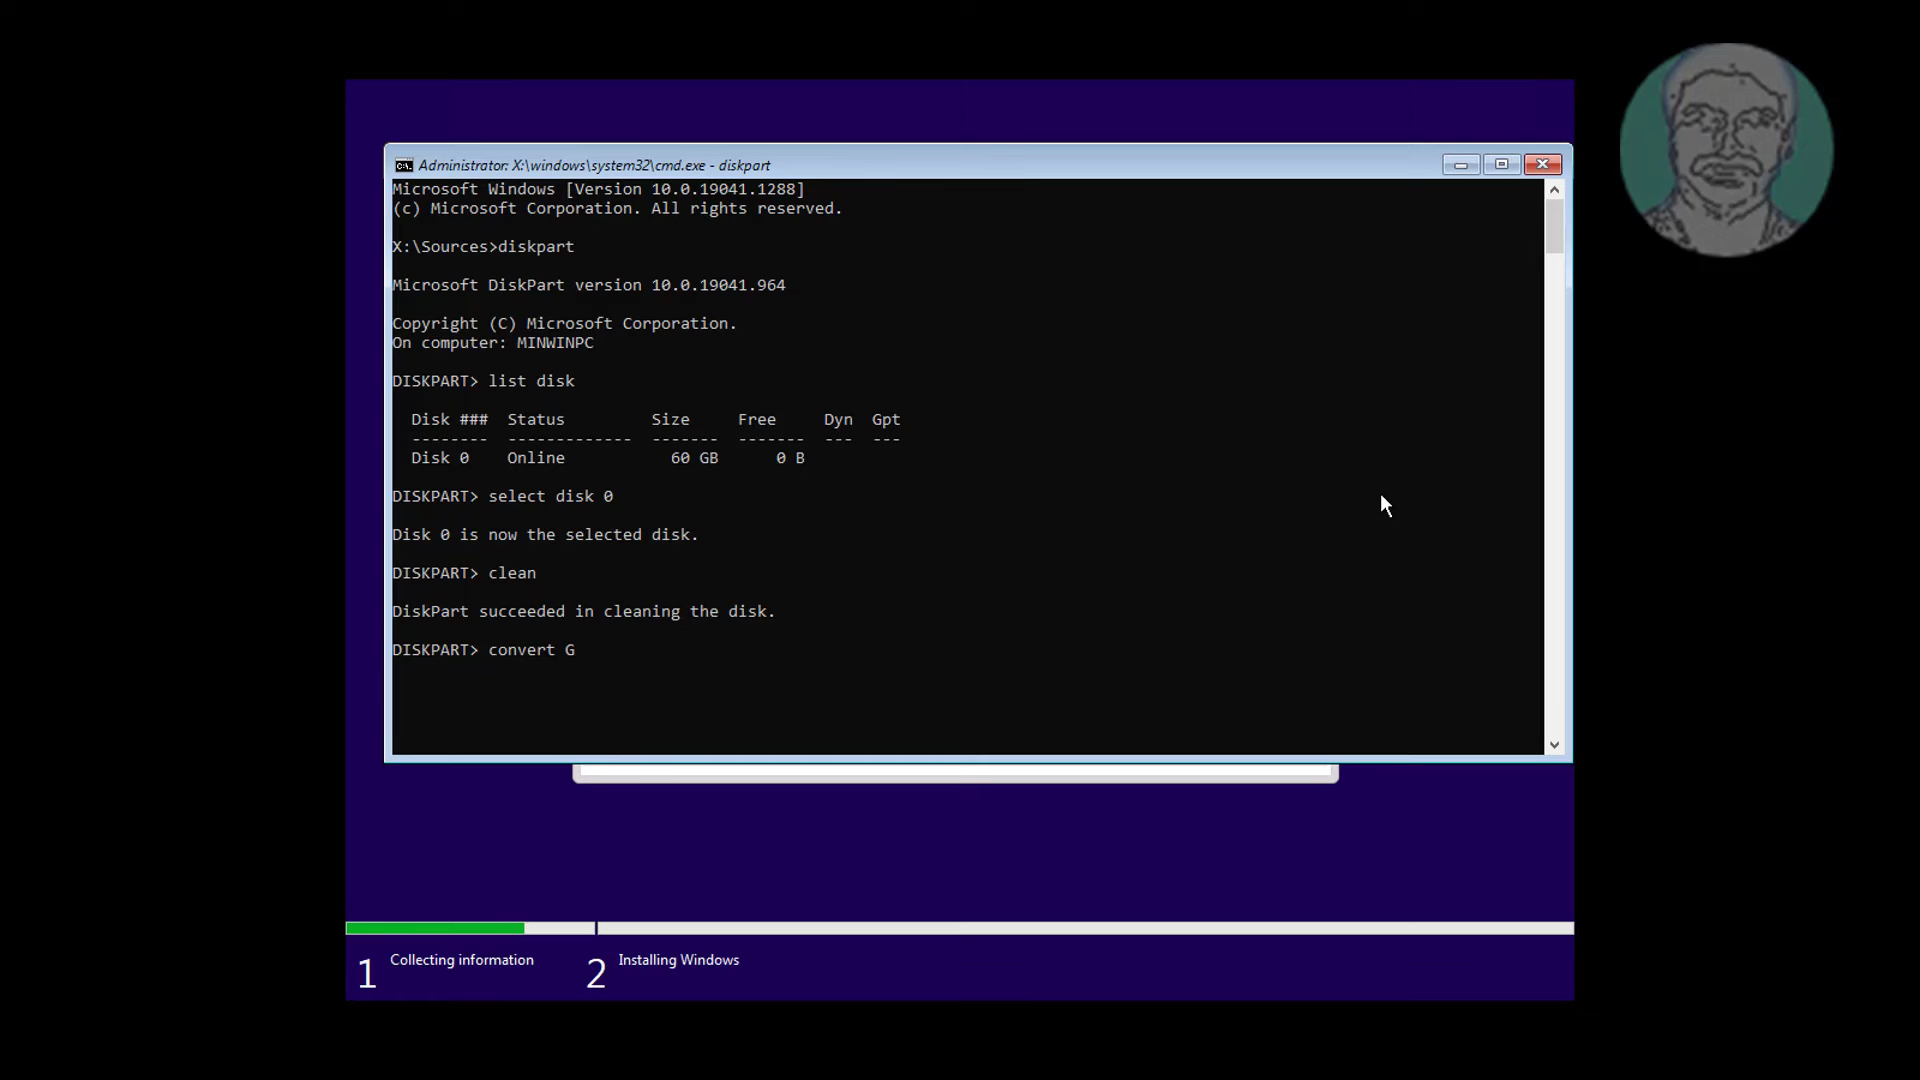 Administrator: X:\windows\system32\cmd.exe - diskpart
Microsoft Windows [Version 10.0.19041.1288]
(c) Microsoft Corporation. All rights reserved.
X:\Sources>diskpart
Microsoft DiskPart version 10.0.19041.964
Copyright (C) Microsoft Corporation.
On computer: MINWINPC
DISKPART> list disk
Disk ### Status Size Free Dyn Gpt
-------- ------------- ------- ------- --- ---
Disk 0 Online 60 GB 0 B
DISKPART> select disk 0
Disk 0 is now the selected disk.
DISKPART> clean
DiskPart succeeded in cleaning the disk.
DISKPART> convert G
1 Collecting information 2 Installing Windows